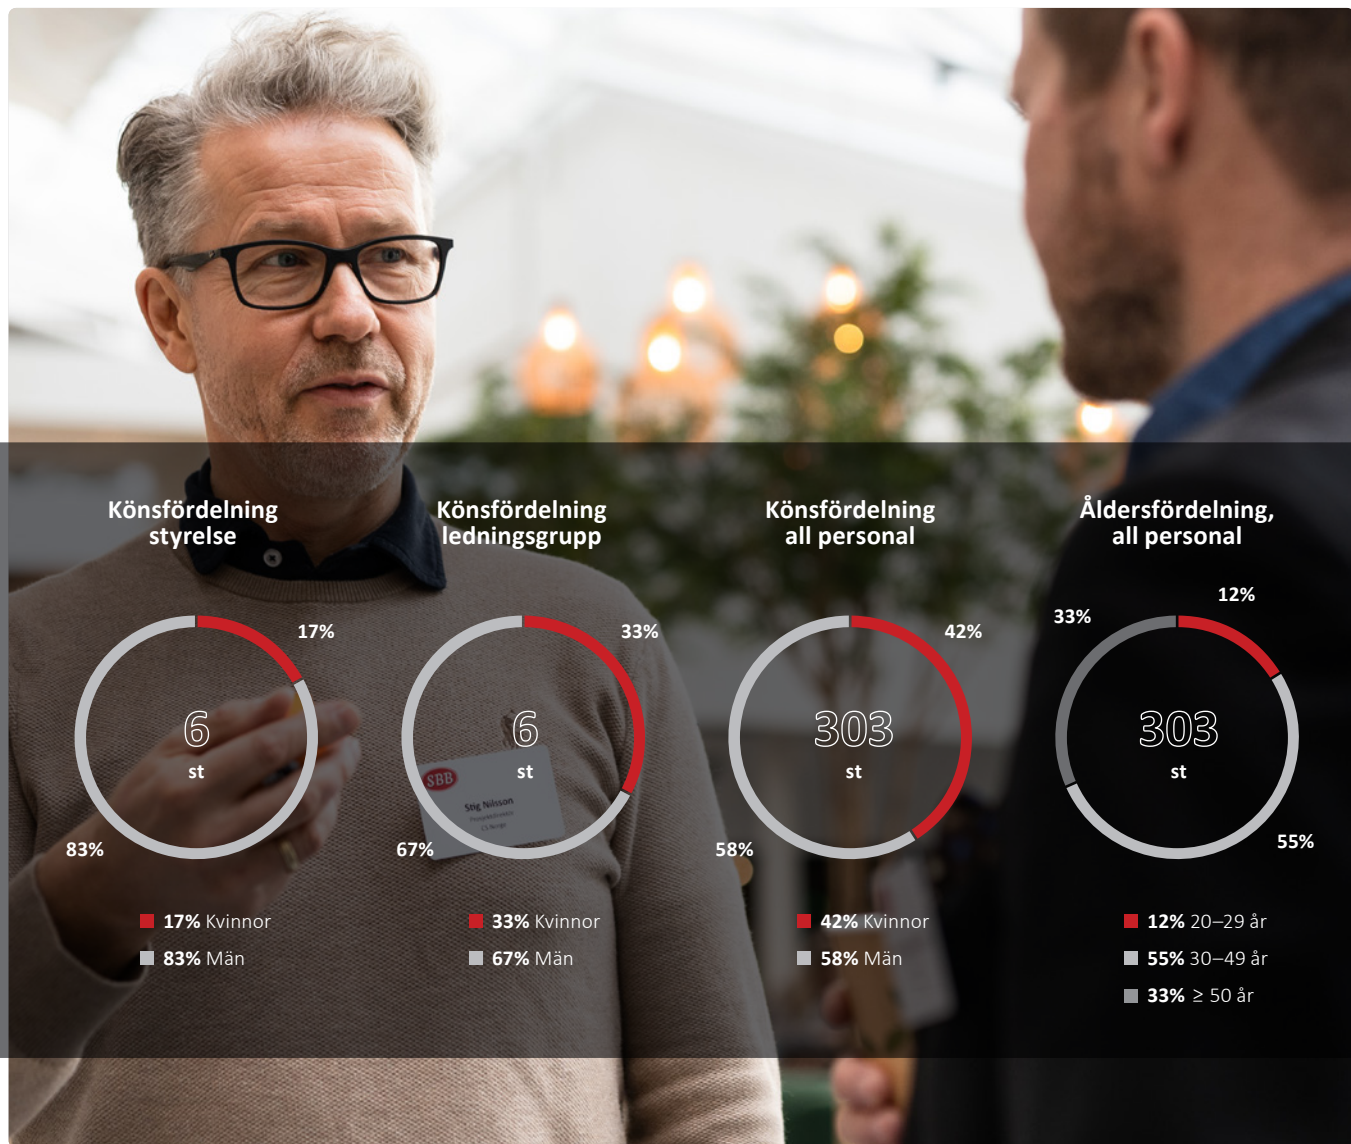 Könsfördelning
styrelse
17%
6
st
83%
17% Kvinnor
83% Män
Könsfördelning
ledningsgrupp
33%
6
st
67%
33% Kvinnor
67% Män
SBB
Stig Nilsson
Könsfördelning
all personal
42%
303
st
58%
42% Kvinnor
58% Män
Åldersfördelning,
all personal
12%
33%
303
st
55%
12% 20–29 år
55% 30–49 år
33% ≥ 50 år